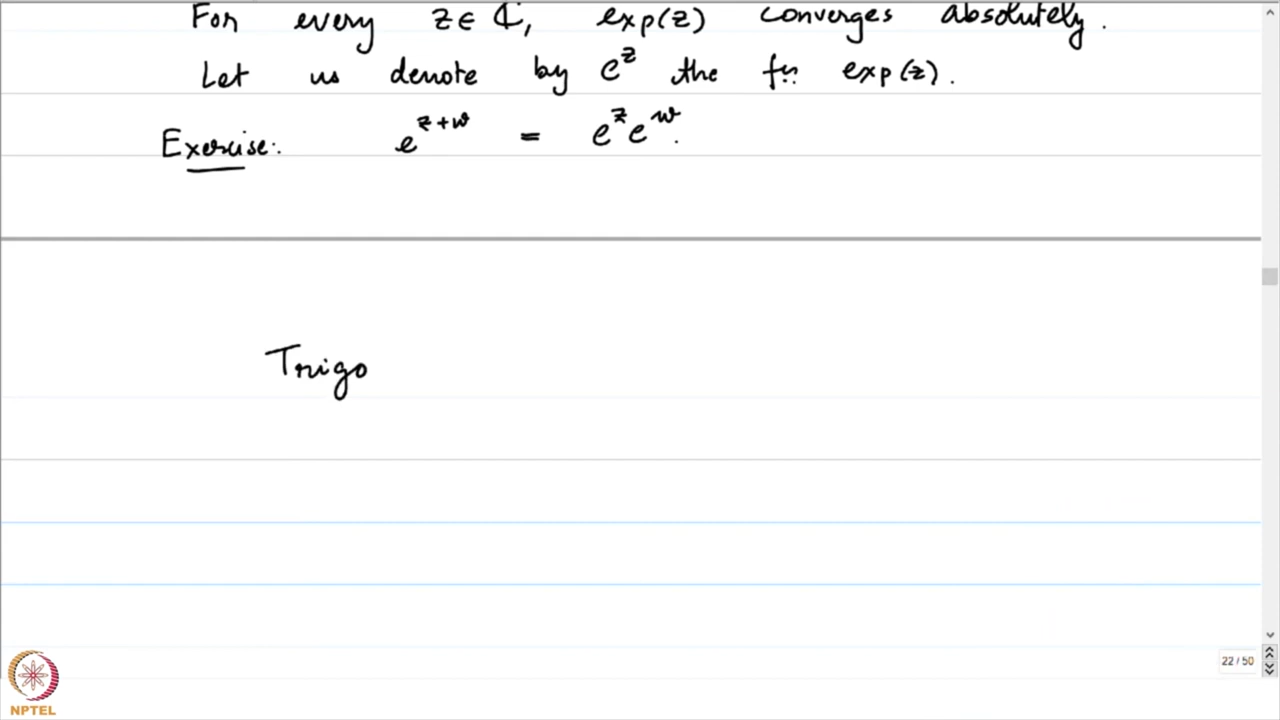 For every z ∈ ℂ, exp(z) converges absolutely.
Let us denote by e^z the fn: exp(z).
Exercise: e^{z+w} = e^z e^w.
Trigo
22 / 50
NPTEL